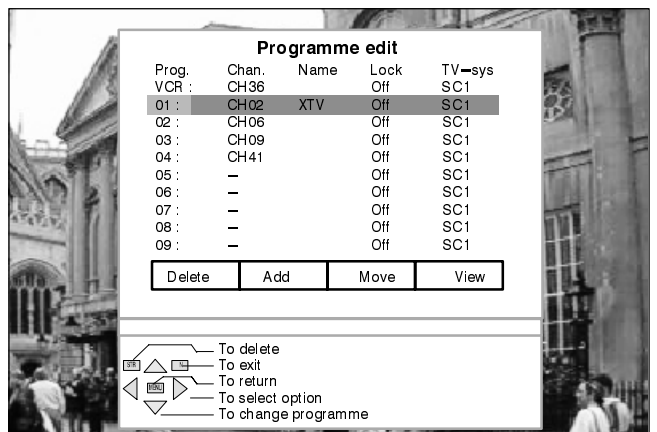 Programme edit
Prog. Chan. Name Lock TV-sys
VCR : CH36 Off SC1
01 : CH02 XTV Off SC1
02 : CH06 Off SC1
03 : CH09 Off SC1
04 : CH41 Off SC1
05 : – Off SC1
06 : – Off SC1
07 : – Off SC1
08 : – Off SC1
09 : – Off SC1
Delete Add Move View
To delete
STR
To exit
MENU To return
To select option
To change programme